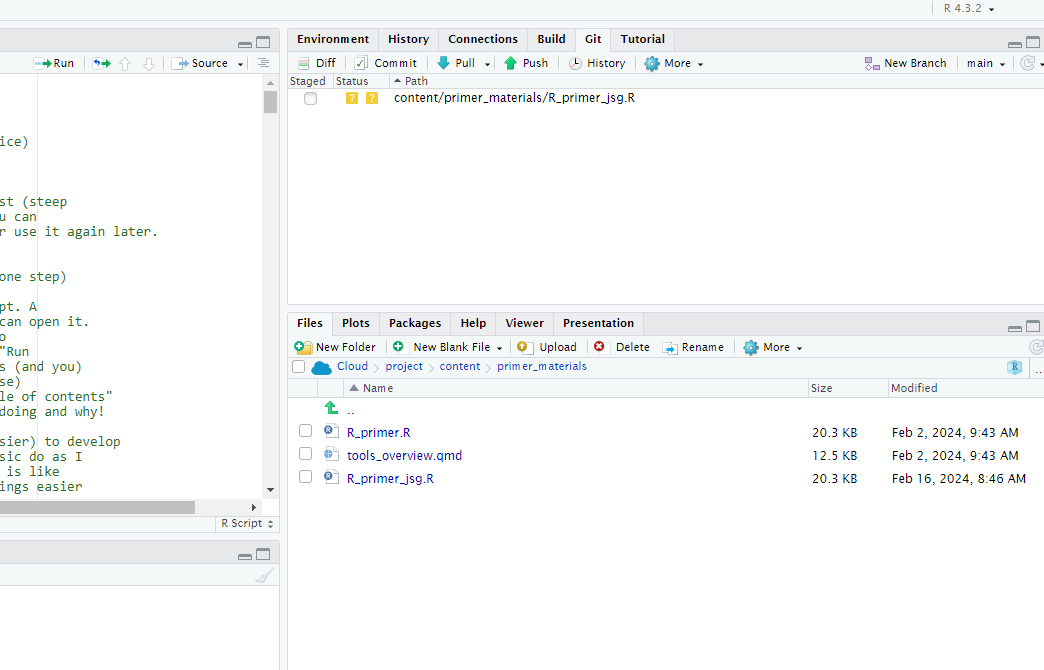 R 4.3.2
Run Source
ice)
st (steep
u can
r use it again later.
one step)
pt. A
can open it.
o
"Run
s (and you)
se)
le of contents"
doing and why!
sier) to develop
sic do as I
is like
ings easier
R Script
Environment History Connections Build Git Tutorial
Diff Commit Pull Push History More New Branch main
Staged Status Path
? ? content/primer_materials/R_primer_jsg.R
Files Plots Packages Help Viewer Presentation
New Folder New Blank File Upload Delete Rename More
Cloud project content primer_materials R ...
Name Size Modified
..
R_primer.R 20.3 KB Feb 2, 2024, 9:43 AM
tools_overview.qmd 12.5 KB Feb 2, 2024, 9:43 AM
R_primer_jsg.R 20.3 KB Feb 16, 2024, 8:46 AM